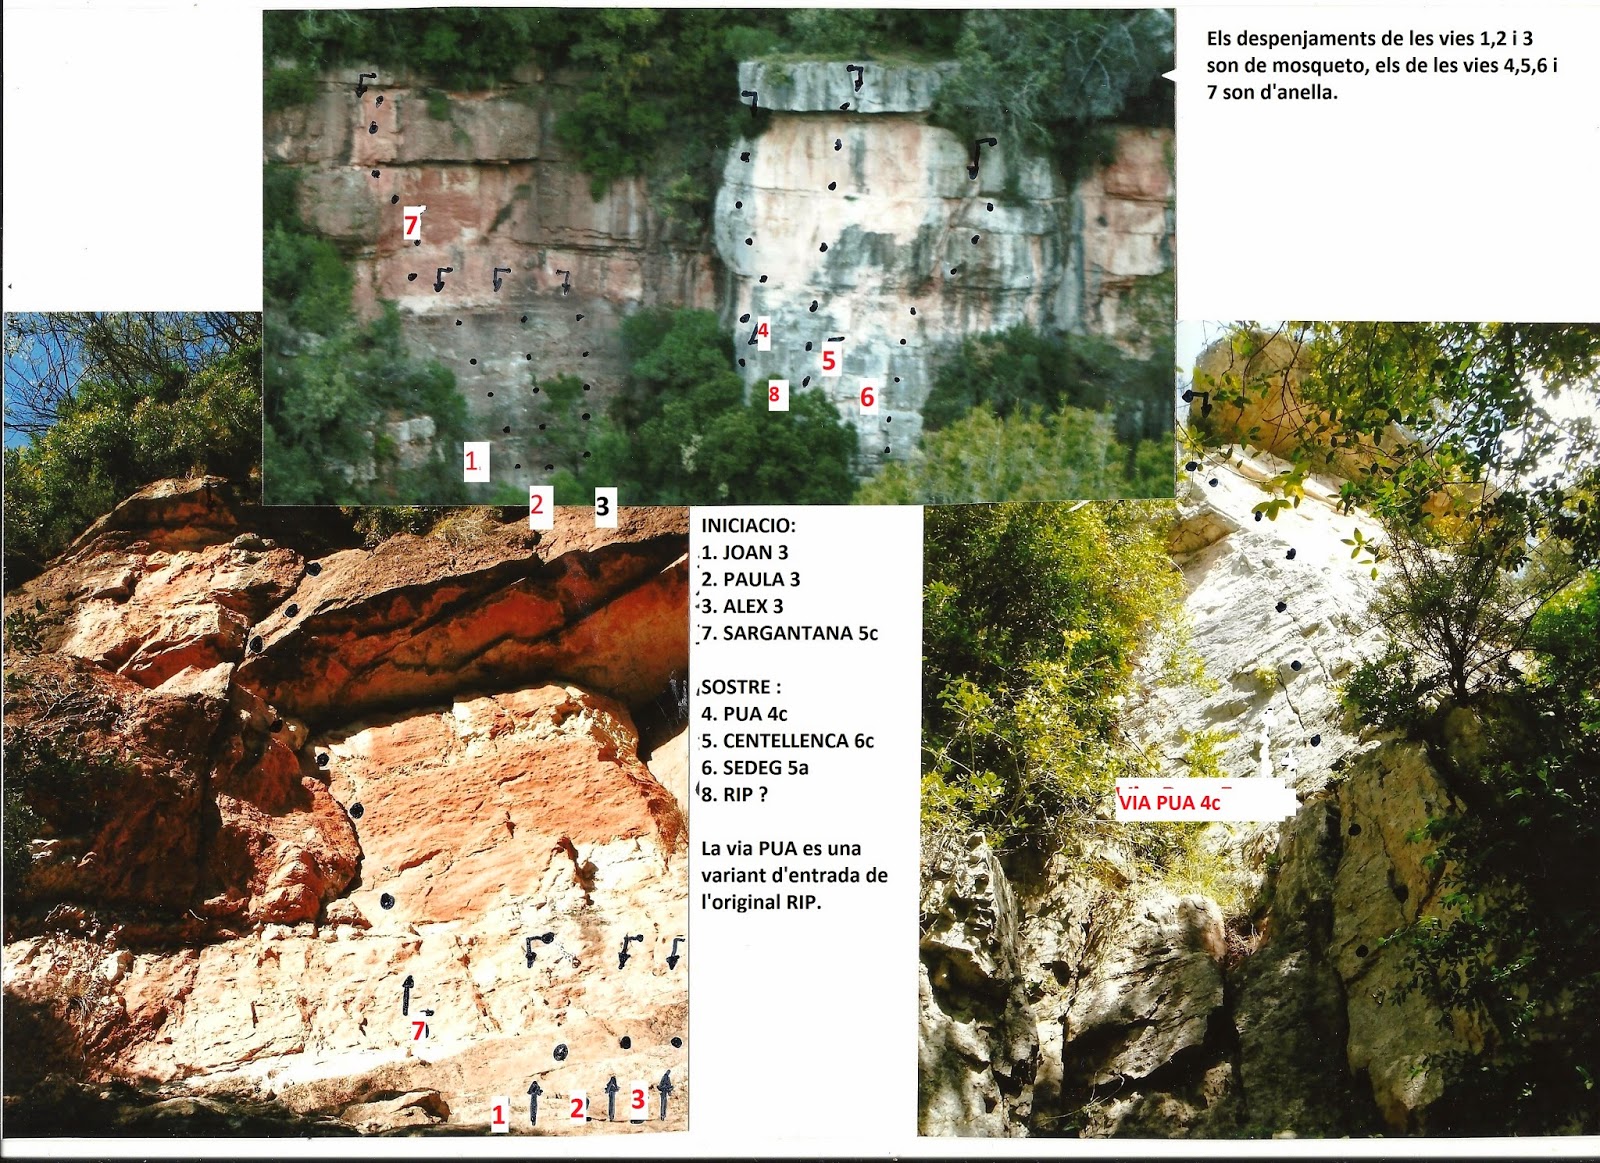 Els despenjaments de les vies 1,2 i 3
son de mosqueto, els de les vies 4,5,6 i
7 son d'anella.
7
4
5
8
6
1.
2
3
INICIACIO:
1. JOAN 3
2. PAULA 3
3. ALEX 3
7. SARGANTANA 5c
SOSTRE :
4. PUA 4c
5. CENTELLENCA 6c
6. SEDEG 5a
8. RIP ?
La via PUA es una
variant d'entrada de
l'original RIP.
VIA PUA 4c
7
1
2
3